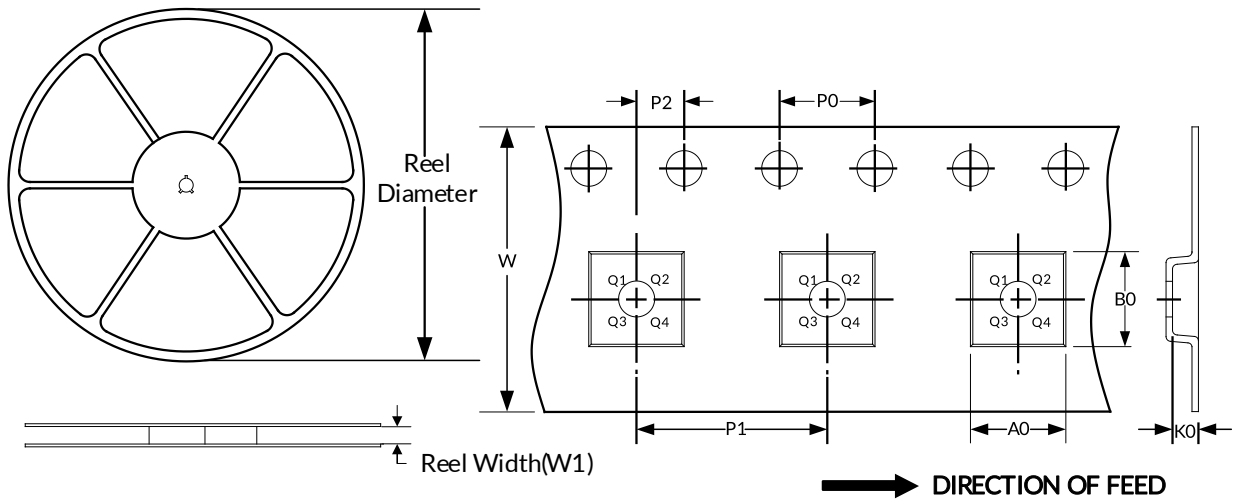 Reel
Diameter
Reel Width(W1)
P2
P0
W
Q1 Q2
Q3 Q4
Q1 Q2
Q3 Q4
Q1 Q2
Q3 Q4
B0
P1
A0
K0
DIRECTION OF FEED